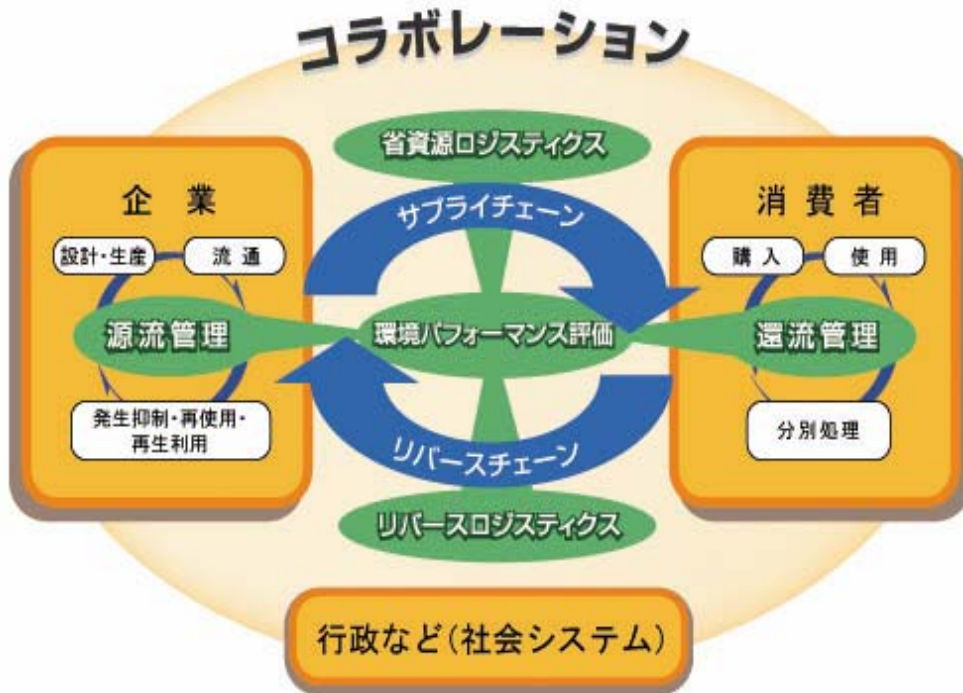 コラボレーション
省資源ロジスティクス
企業
設計・生産
流通
源流管理
発生抑制・再使用・
再生利用
サプライチェーン
環境パフォーマンス評価
リバースチェーン
リバースロジスティクス
消費者
購入
使用
還流管理
分別処理
行政など(社会システム)